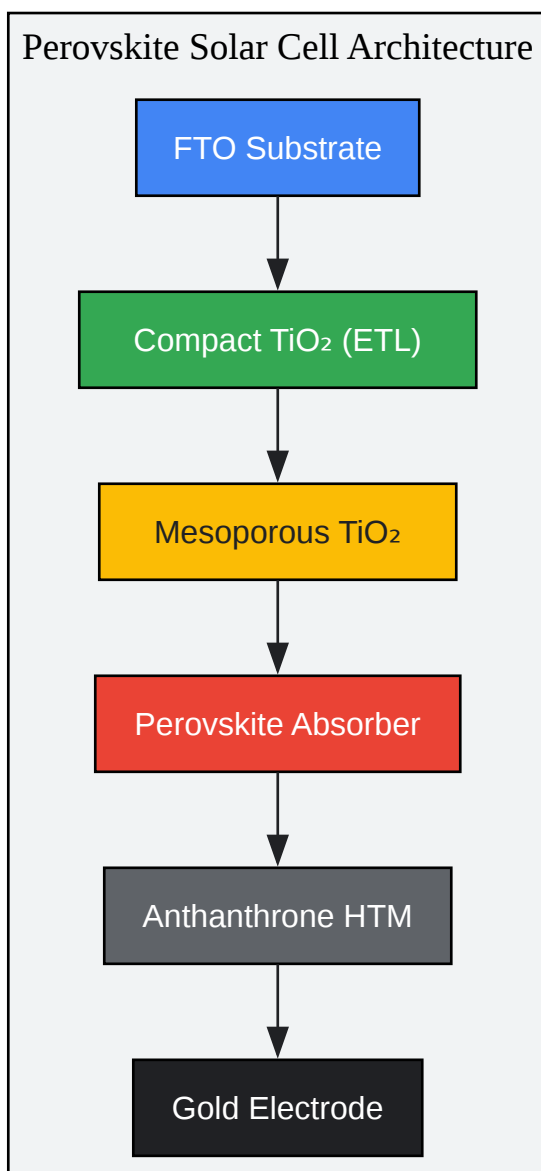 Perovskite Solar Cell Architecture
FTO Substrate
Compact TiO₂ (ETL)
Mesoporous TiO₂
Perovskite Absorber
Anthanthrone HTM
Gold Electrode